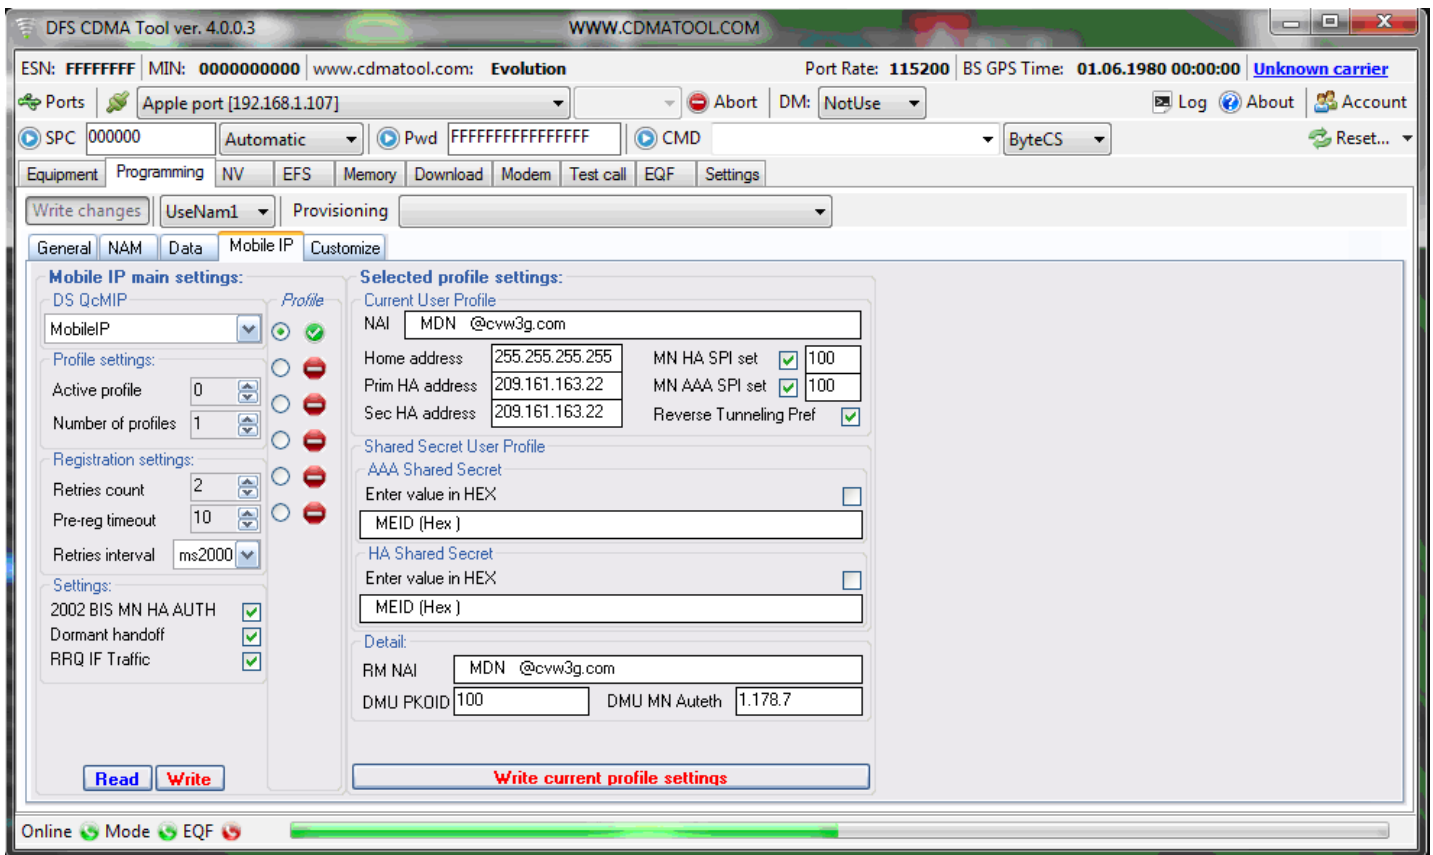 DFS CDMA Tool ver. 4.0.0.3 WWW.CDMATOOL.COM
ESN: FFFFFFFF MIN: 0000000000 www.cdmatool.com: Evolution Port Rate: 115200 BS GPS Time: 01.06.1980 00:00:00 Unknown carrier
Ports Apple port [192.168.1.107] Abort DM: NotUse Log About Account
SPC 000000 Automatic Pwd FFFFFFFFFFFFFFFF CMD ByteCS Reset...
Equipment Programming NV EFS Memory Download Modem Test call EQF Settings
Write changes UseNam1 Provisioning
General NAM Data Mobile IP Customize
Mobile IP main settings:
DS QcMIP Profile
MobileIP
Profile settings:
Active profile 0
Number of profiles 1
Registration settings:
Retries count 2
Pre-reg timeout 10
Retries interval ms2000
Settings:
2002 BIS MN HA AUTH
Dormant handoff
RRQ IF Traffic
Read Write
Selected profile settings:
Current User Profile
NAI MDN @cvw3g.com
Home address 255.255.255.255 MN HA SPI set 100
Prim HA address 209.161.163.22 MN AAA SPI set 100
Sec HA address 209.161.163.22 Reverse Tunneling Pref
Shared Secret User Profile
AAA Shared Secret
Enter value in HEX
MEID (Hex )
HA Shared Secret
Enter value in HEX
MEID (Hex )
Detail:
RM NAI MDN @cvw3g.com
DMU PKOID 100 DMU MN Auteth 1.178.7
Write current profile settings
Online Mode EQF